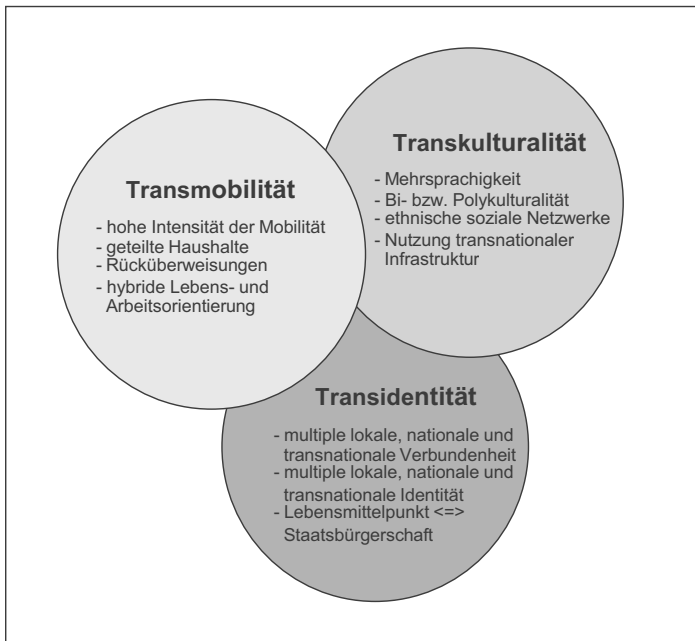 Transmobilität
- hohe Intensität der Mobilität
- geteilte Haushalte
- Rücküberweisungen
- hybride Lebens- und
Arbeitsorientierung
Transkulturalität
- Mehrsprachigkeit
- Bi- bzw. Polykulturalität
- ethnische soziale Netzwerke
- Nutzung transnationaler
Infrastruktur
Transidentität
- multiple lokale, nationale und
transnationale Verbundenheit
- multiple lokale, nationale und
transnationale Identität
- Lebensmittelpunkt <=>
Staatsbürgerschaft